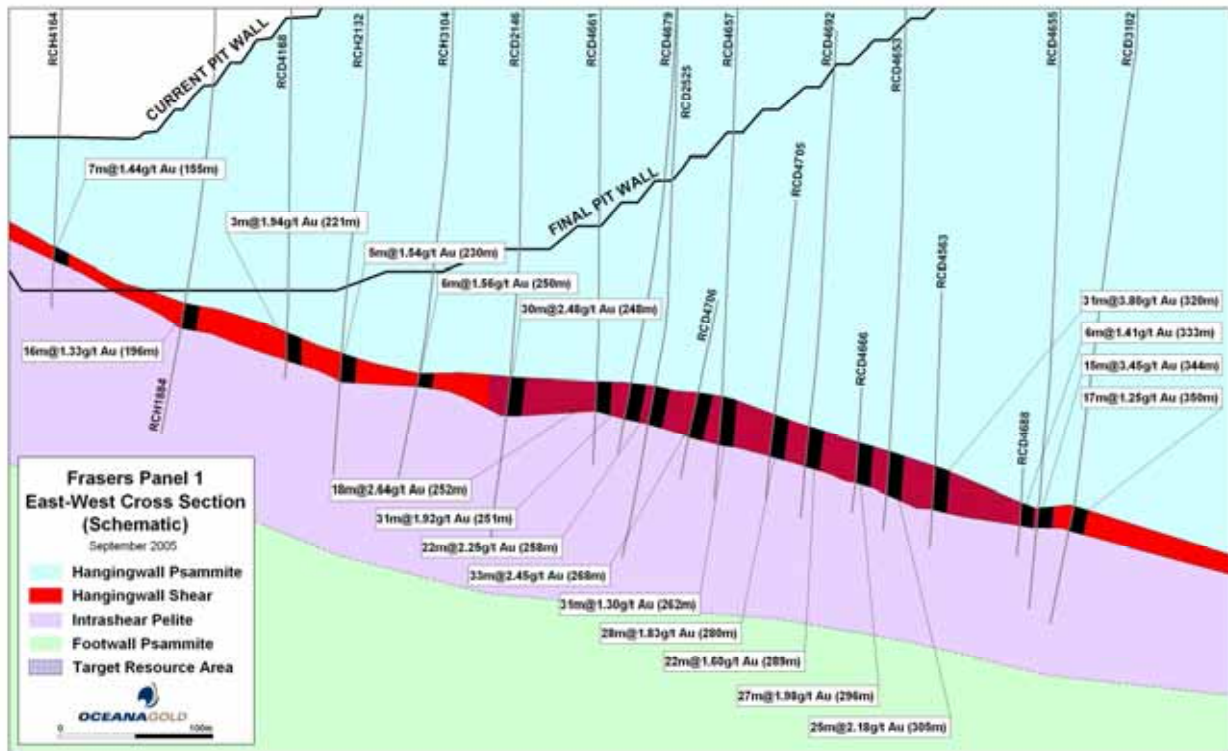 RCH4164
RCD4168
RCH2132
RCH3104
RCD2146
RCD4661
RCD4679
RCD2525
RCD4657
RCD4692
RCD4653
RCD4655
RCD3102
CURRENT PIT WALL
FINAL PIT WALL
RCD4705
RCD4706
RCD4563
RCD4666
RCD4688
RCH1884
7m@1.44g/t Au (155m)
3m@1.94g/t Au (221m)
5m@1.54g/t Au (230m)
6m@1.56g/t Au (250m)
30m@2.48g/t Au (248m)
31m@3.80g/t Au (320m)
6m@1.41g/t Au (333m)
15m@3.45g/t Au (344m)
17m@1.25g/t Au (350m)
16m@1.33g/t Au (196m)
18m@2.64g/t Au (252m)
31m@1.92g/t Au (251m)
22m@2.25g/t Au (258m)
33m@2.45g/t Au (268m)
31m@1.30g/t Au (262m)
28m@1.83g/t Au (280m)
22m@1.60g/t Au (289m)
27m@1.98g/t Au (296m)
25m@2.18g/t Au (305m)
Frasers Panel 1
East-West Cross Section
(Schematic)
September 2005
Hangingwall Psammite
Hangingwall Shear
Intrashear Pelite
Footwall Psammite
Target Resource Area
OCEANAGOLD
0 100m